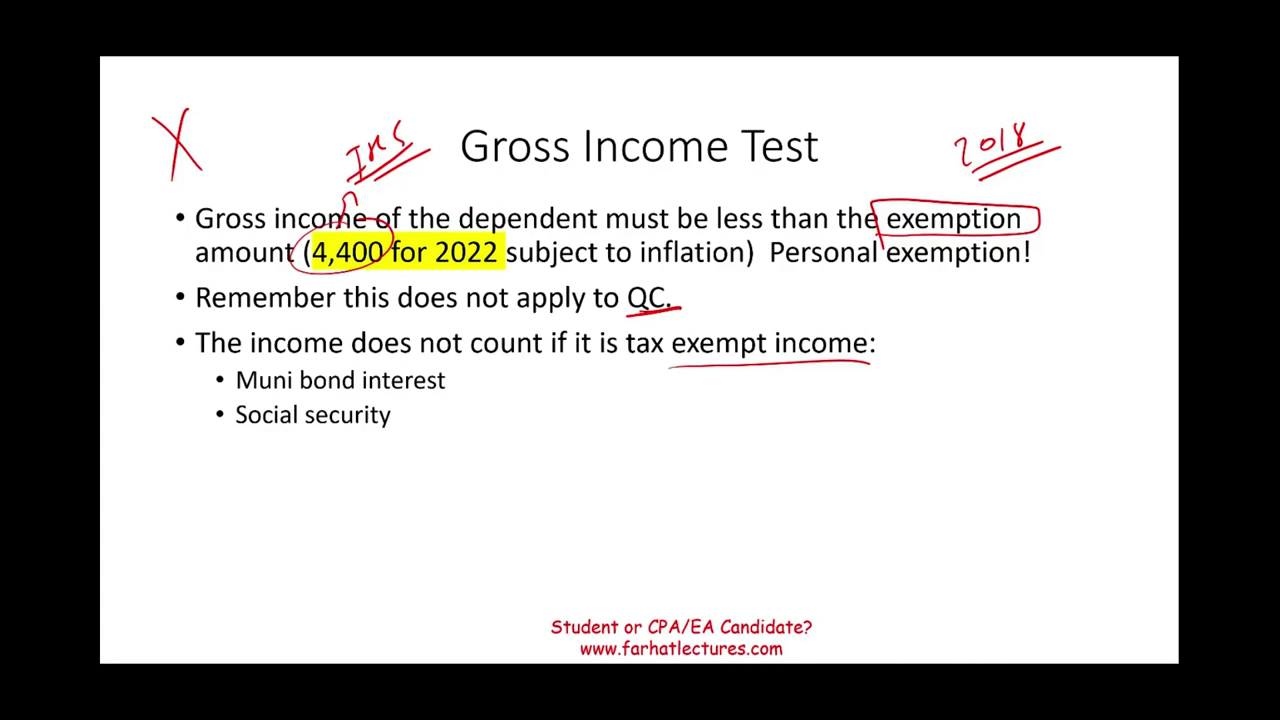 X
IRS
2018
Gross Income Test
• Gross income of the dependent must be less than the exemption
amount (4,400 for 2022 subject to inflation) Personal exemption!
• Remember this does not apply to QC.
• The income does not count if it is tax exempt income:
• Muni bond interest
• Social security
Student or CPA/EA Candidate?
www.farhatlectures.com